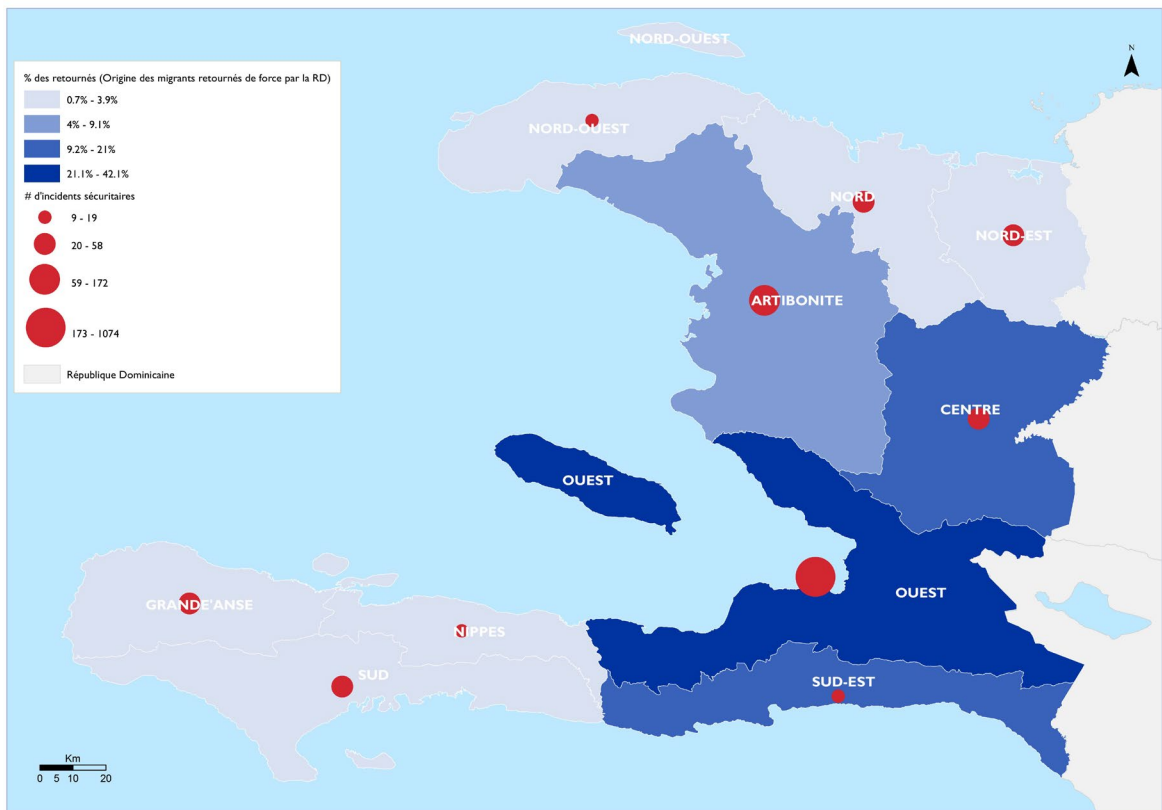 % des retournés (Origine des migrants retournés de force par la RD)
0.7% - 3.9%
4% - 9.1%
9.2% - 21%
21.1% - 42.1%
# d'incidents sécuritaires
9 - 19
20 - 58
59 - 172
173 - 1074
République Dominicaine
N
NORD-OUEST
NORD-OUEST
NORD
NORD-EST
ARTIBONITE
CENTRE
OUEST
OUEST
GRANDE'ANSE
NIPPES
SUD
SUD-EST
Km
0 5 10 20